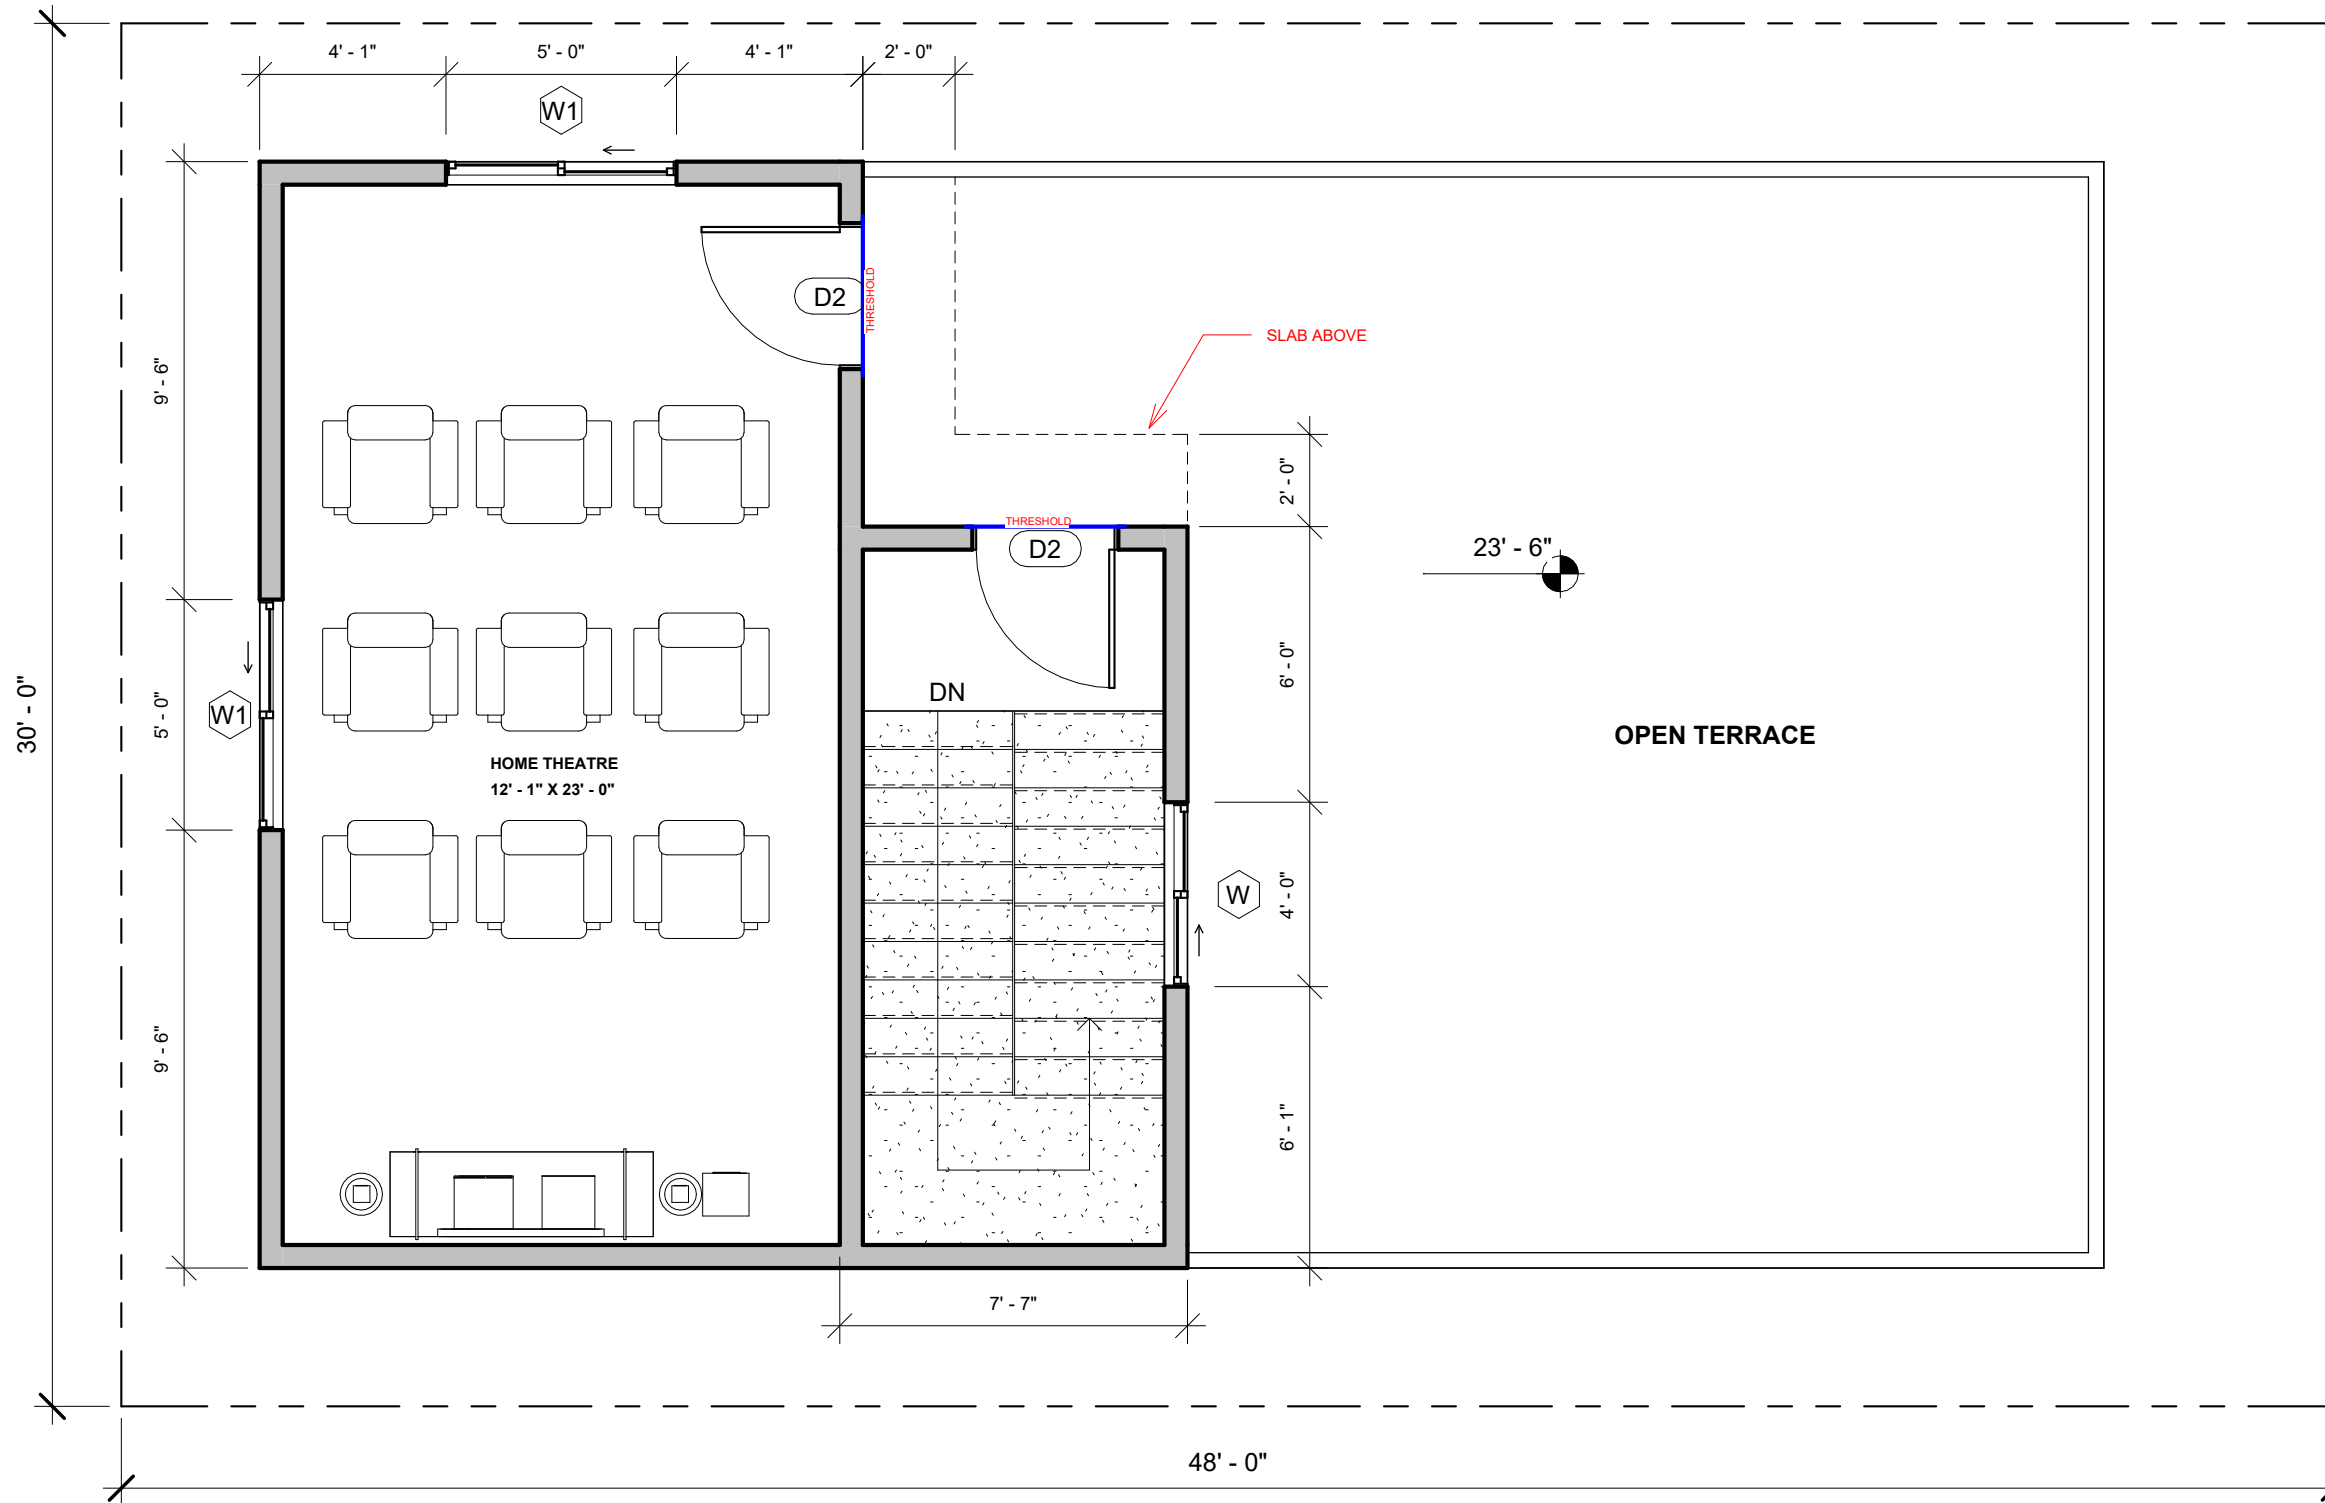 4' - 1"
5' - 0"
4' - 1"
2' - 0"
W1
D2
THRESHOLD
SLAB ABOVE
9' - 6"
2' - 0"
THRESHOLD
D2
23' - 6"
6' - 0"
30' - 0"
5' - 0"
W1
DN
OPEN TERRACE
HOME THEATRE
12' - 1" X 23' - 0"
W
4' - 0"
9' - 6"
6' - 1"
7' - 7"
48' - 0"